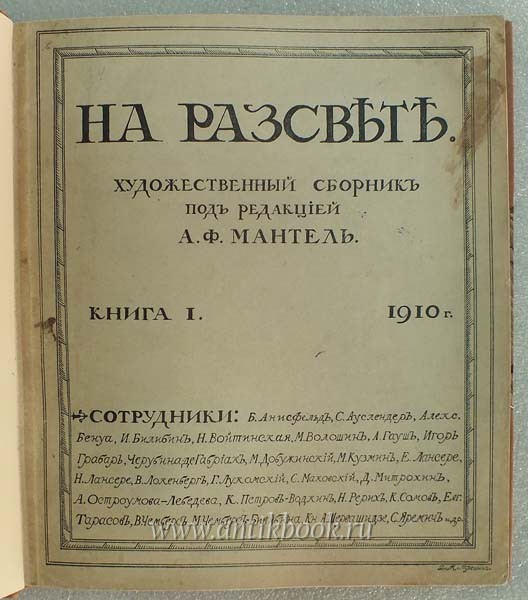 НА РАЗСВѢТѢ.
ХУДОЖЕСТВЕННЫЙ СБОРНИКЪ
ПОДЪ РЕДАКЦІЕЙ
А.Ф. МАНТЕЛЬ.
КНИГА I. 1910 г.
СОТРУДНИКИ: Б. Анисфельдъ, С. Ауслендеръ, Алекс.
Бенуа, И. Билибинъ, Н. Войтинская, М. Волошинъ, А. Гаушъ, Игорь
Грабарь, Черубина де Габріакъ, М. Добужинскій, М. Кузминъ, Е. Лансере,
Н. Лансере, В. Локенбергъ, Г. Лукомскій, С. Маковскій, Д. Митрохинъ,
А. Остроумова-Лебедева, К. Петровъ-Водкинъ, Н. Рерихъ, К. Сомовъ, Евг.
Тарасовъ, В. Чемберсъ, М. Чемберсъ-Билибина, Кн. А. Шервашидзе, С. Яремичъ и др.
www.antikbook.ru